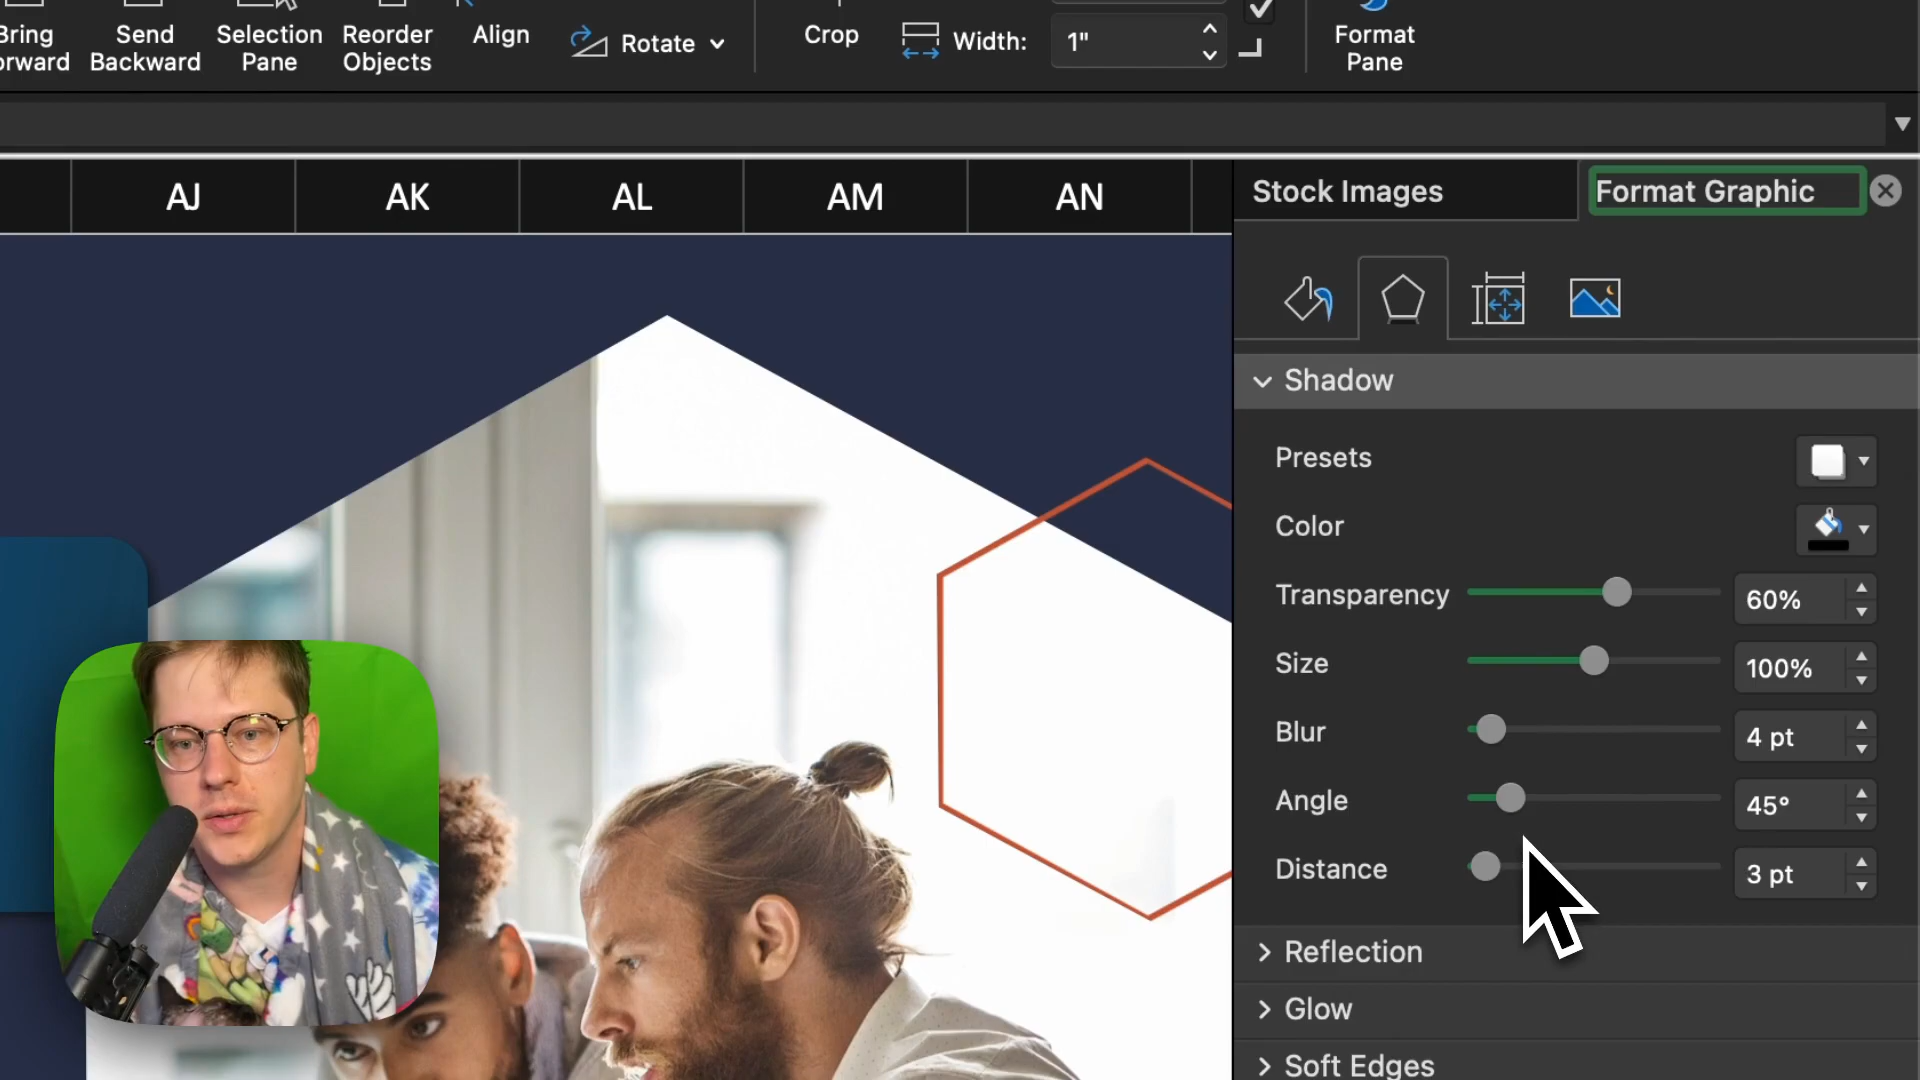 Bring
orward
Send
Backward
Selection
Pane
Reorder
Objects
Align
Rotate
Crop
Width:
1"
Format
Pane
AJ
AK
AL
AM
AN
Stock Images
Format Graphic
Shadow
Presets
Color
Transparency
60%
Size
100%
Blur
4 pt
Angle
45°
Distance
3 pt
Reflection
Glow
Soft Edges